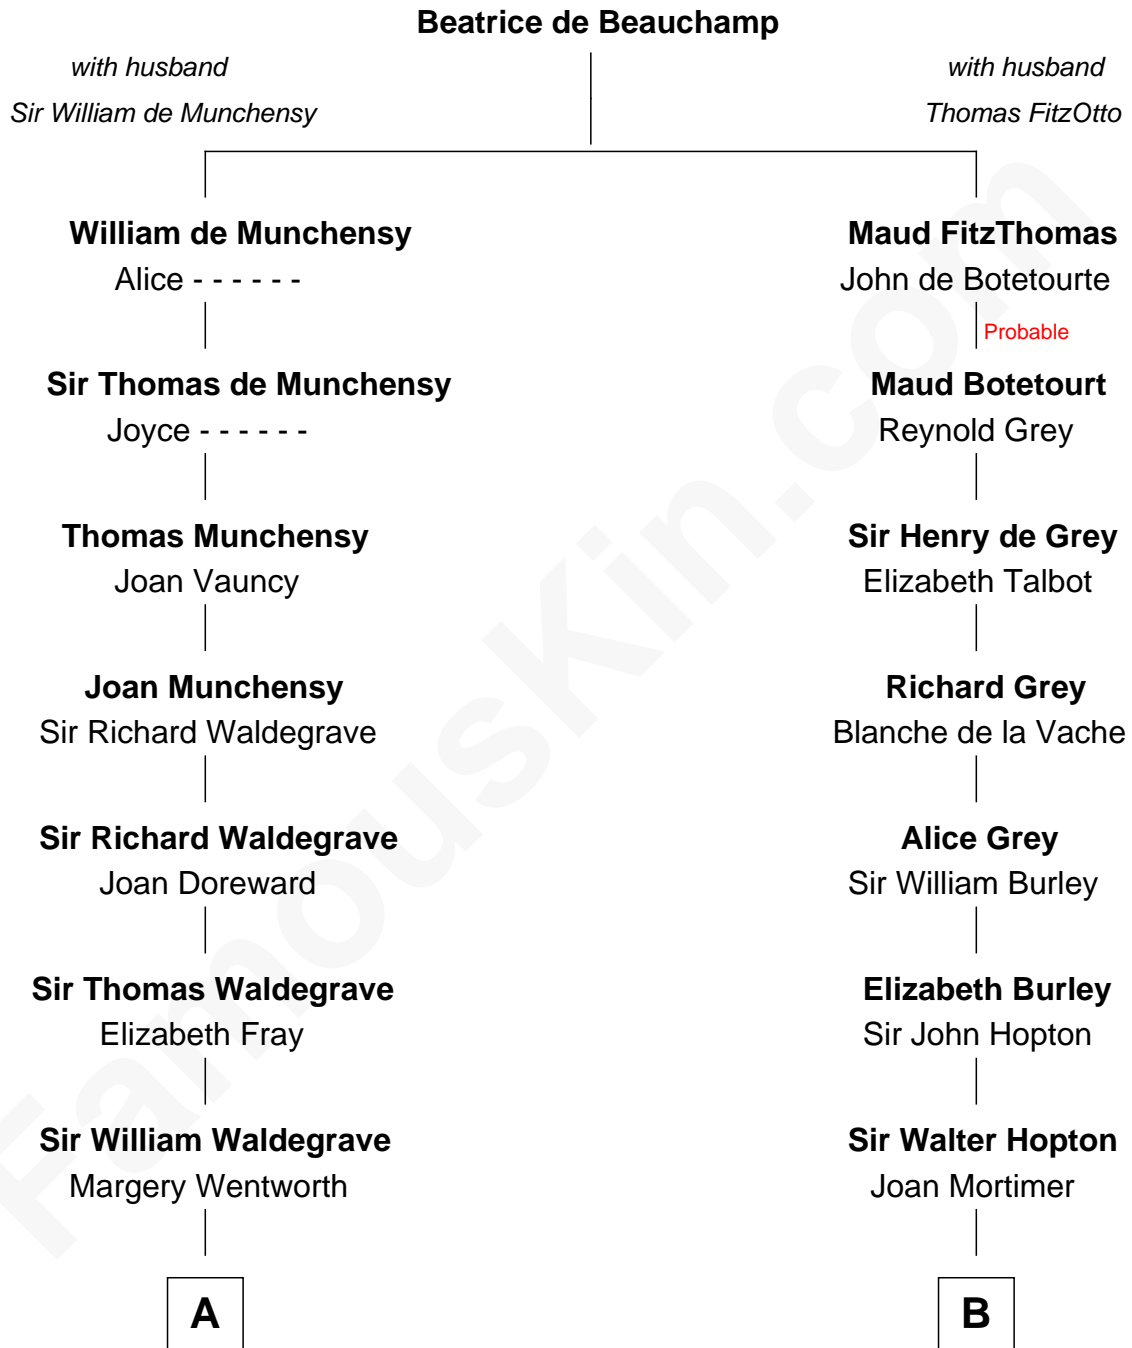 Beatrice de Beauchamp
with husband
Sir William de Munchensy
with husband
Thomas FitzOtto
William de Munchensy
Alice - - - - - -
Maud FitzThomas
John de Botetourte
Probable
Sir Thomas de Munchensy
Joyce - - - - - -
Maud Botetourt
Reynold Grey
Thomas Munchensy
Joan Vauncy
Sir Henry de Grey
Elizabeth Talbot
Joan Munchensy
Sir Richard Waldegrave
Richard Grey
Blanche de la Vache
Sir Richard Waldegrave
Joan Doreward
Alice Grey
Sir William Burley
Sir Thomas Waldegrave
Elizabeth Fray
Elizabeth Burley
Sir John Hopton
Sir William Waldegrave
Margery Wentworth
Sir Walter Hopton
Joan Mortimer
A
B
FamousKin.com